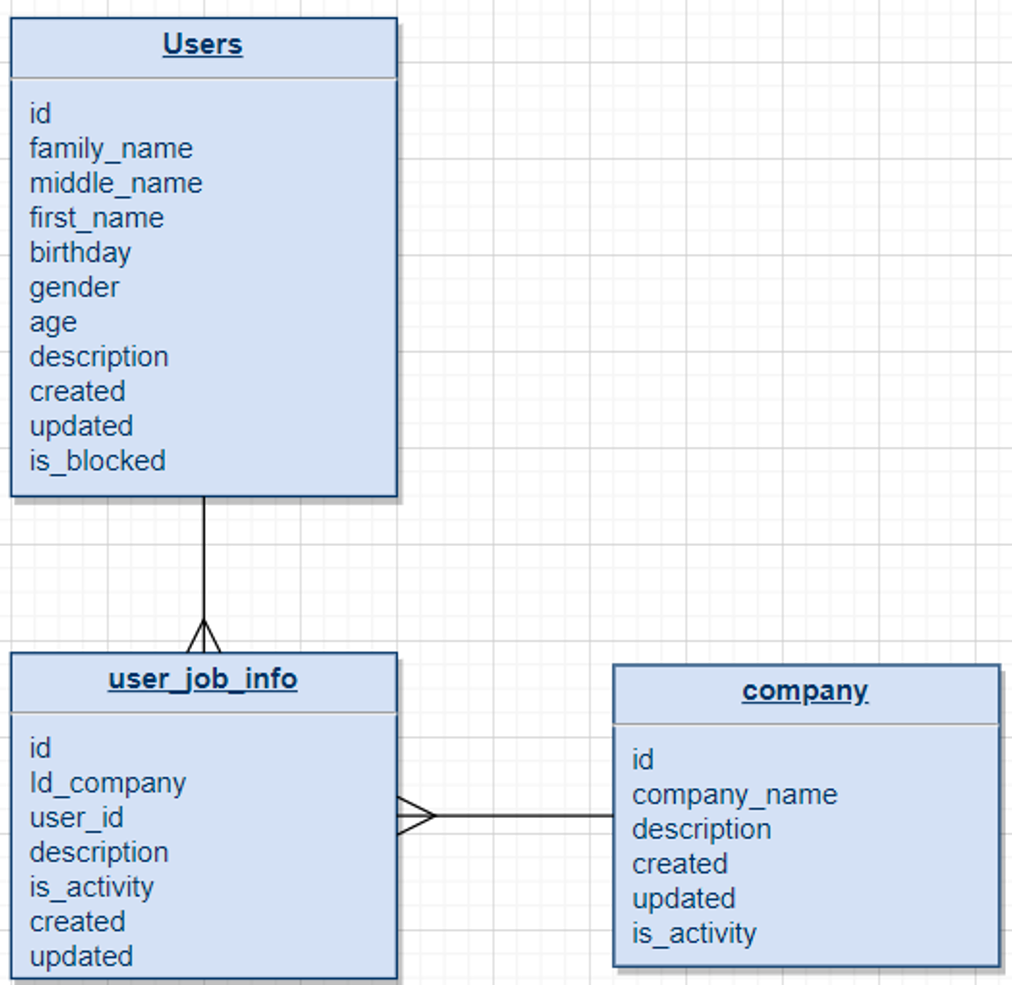 Users
id
family_name
middle_name
first_name
birthday
gender
age
description
created
updated
is_blocked
user_job_info
id
Id_company
user_id
description
is_activity
created
updated
company
id
company_name
description
created
updated
is_activity